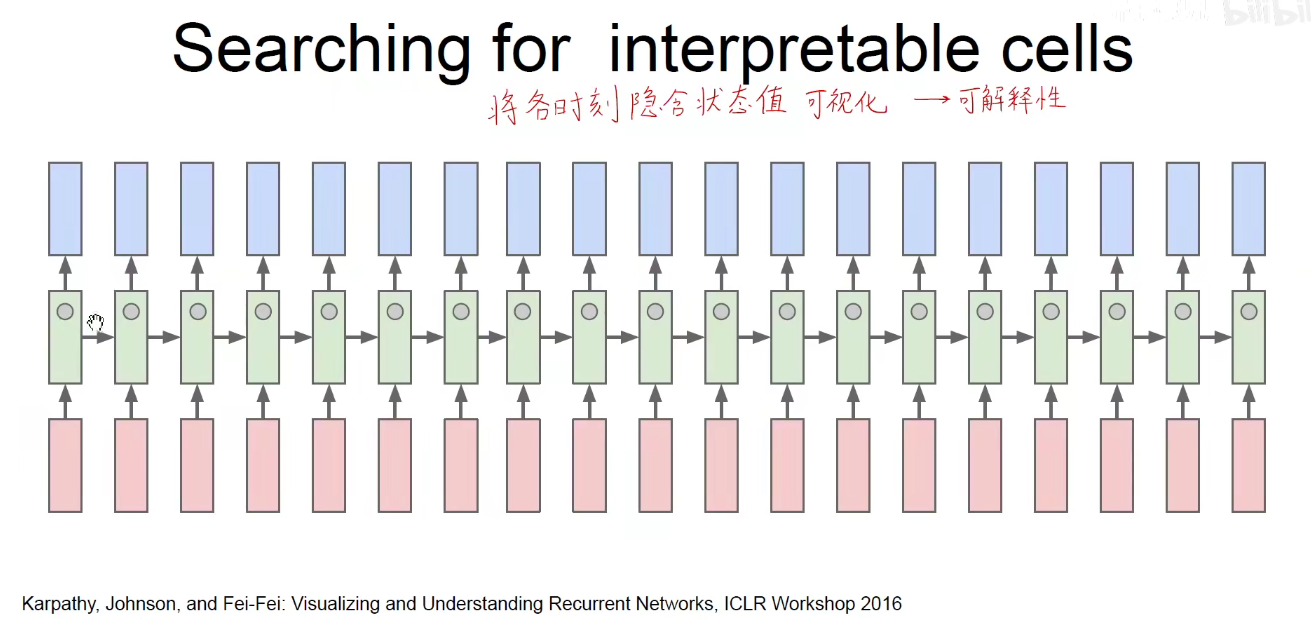 Searching for interpretable cells
将各时刻隐含状态值 可视化 → 可解释性
Karpathy, Johnson, and Fei-Fei: Visualizing and Understanding Recurrent Networks, ICLR Workshop 2016